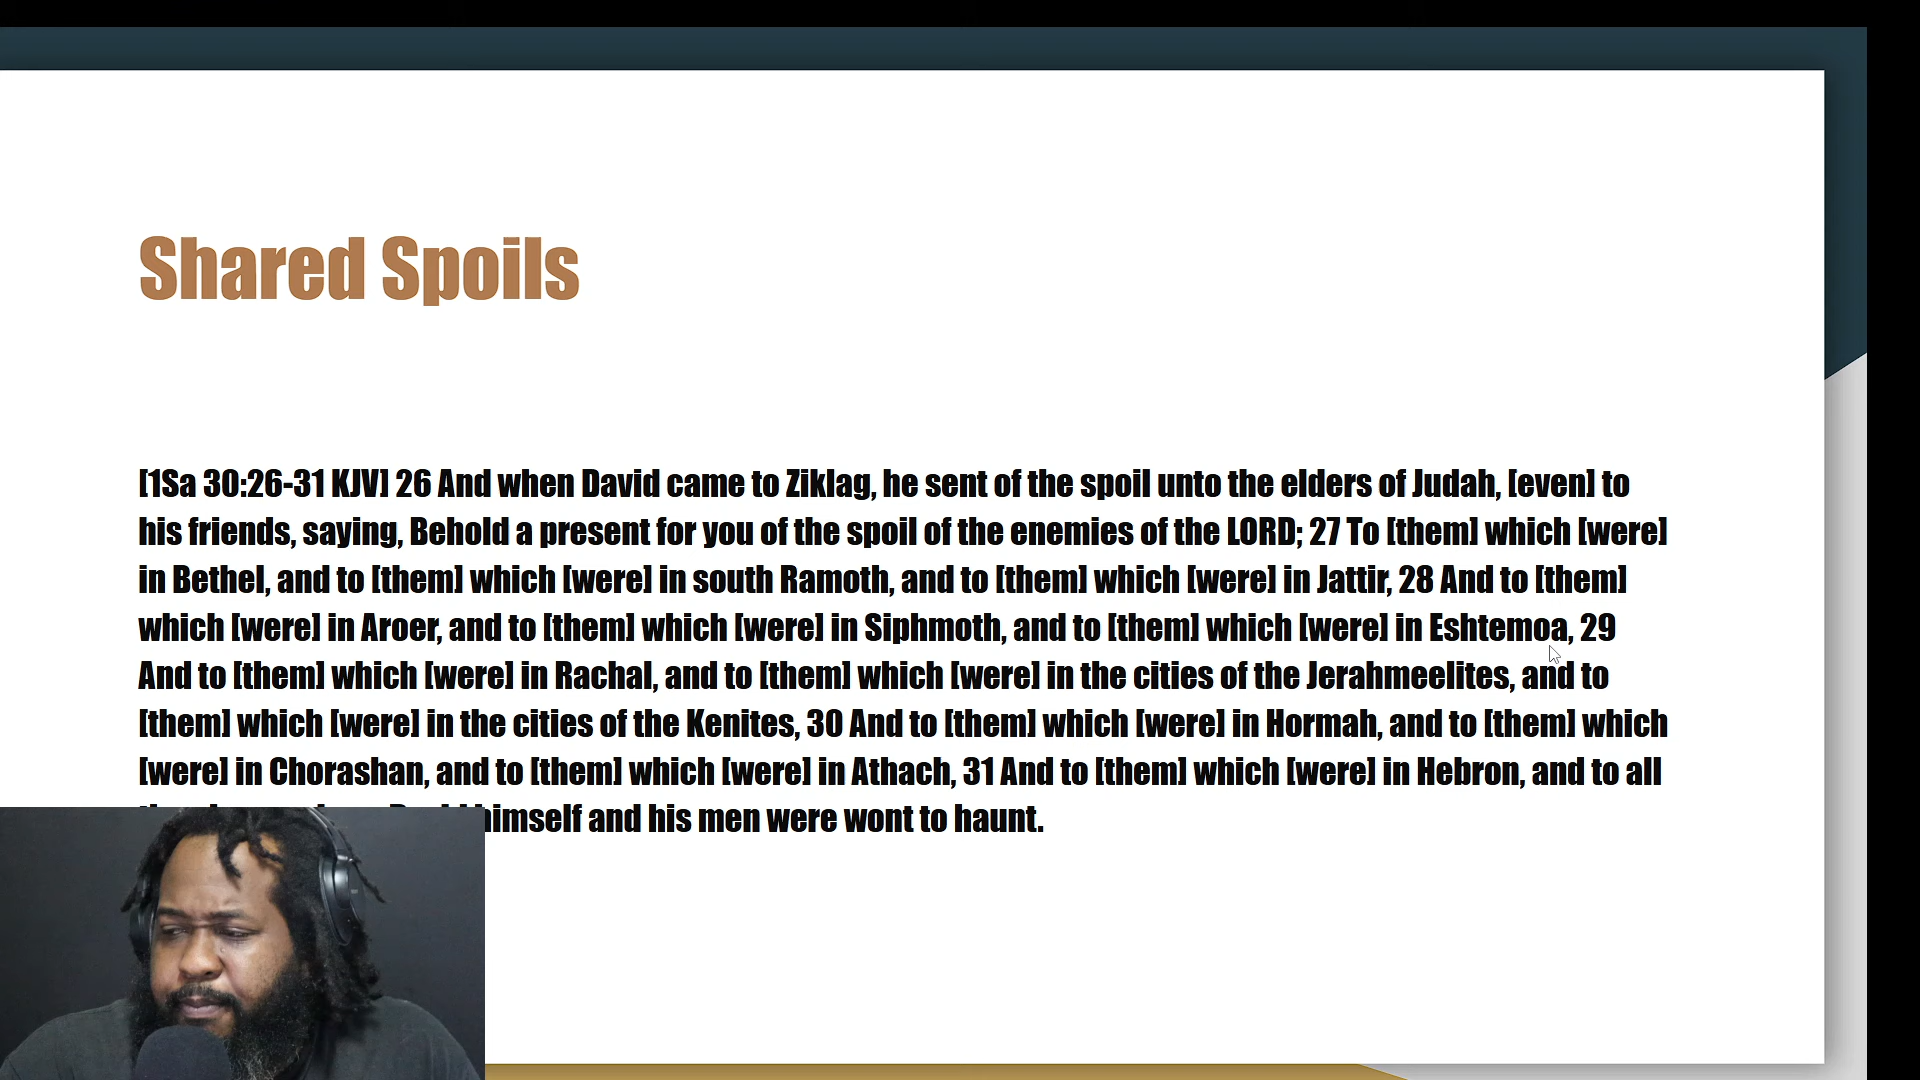 Shared Spoils
[1Sa 30:26-31 KJV] 26 And when David came to Ziklag, he sent of the spoil unto the elders of Judah, [even] to
his friends, saying, Behold a present for you of the spoil of the enemies of the LORD; 27 To [them] which [were]
in Bethel, and to [them] which [were] in south Ramoth, and to [them] which [were] in Jattir, 28 And to [them]
which [were] in Aroer, and to [them] which [were] in Siphmoth, and to [them] which [were] in Eshtemoa, 29
And to [them] which [were] in Rachal, and to [them] which [were] in the cities of the Jerahmeelites, and to
[them] which [were] in the cities of the Kenites, 30 And to [them] which [were] in Hormah, and to [them] which
[were] in Chorashan, and to [them] which [were] in Athach, 31 And to [them] which [were] in Hebron, and to all
himself and his men were wont to haunt.